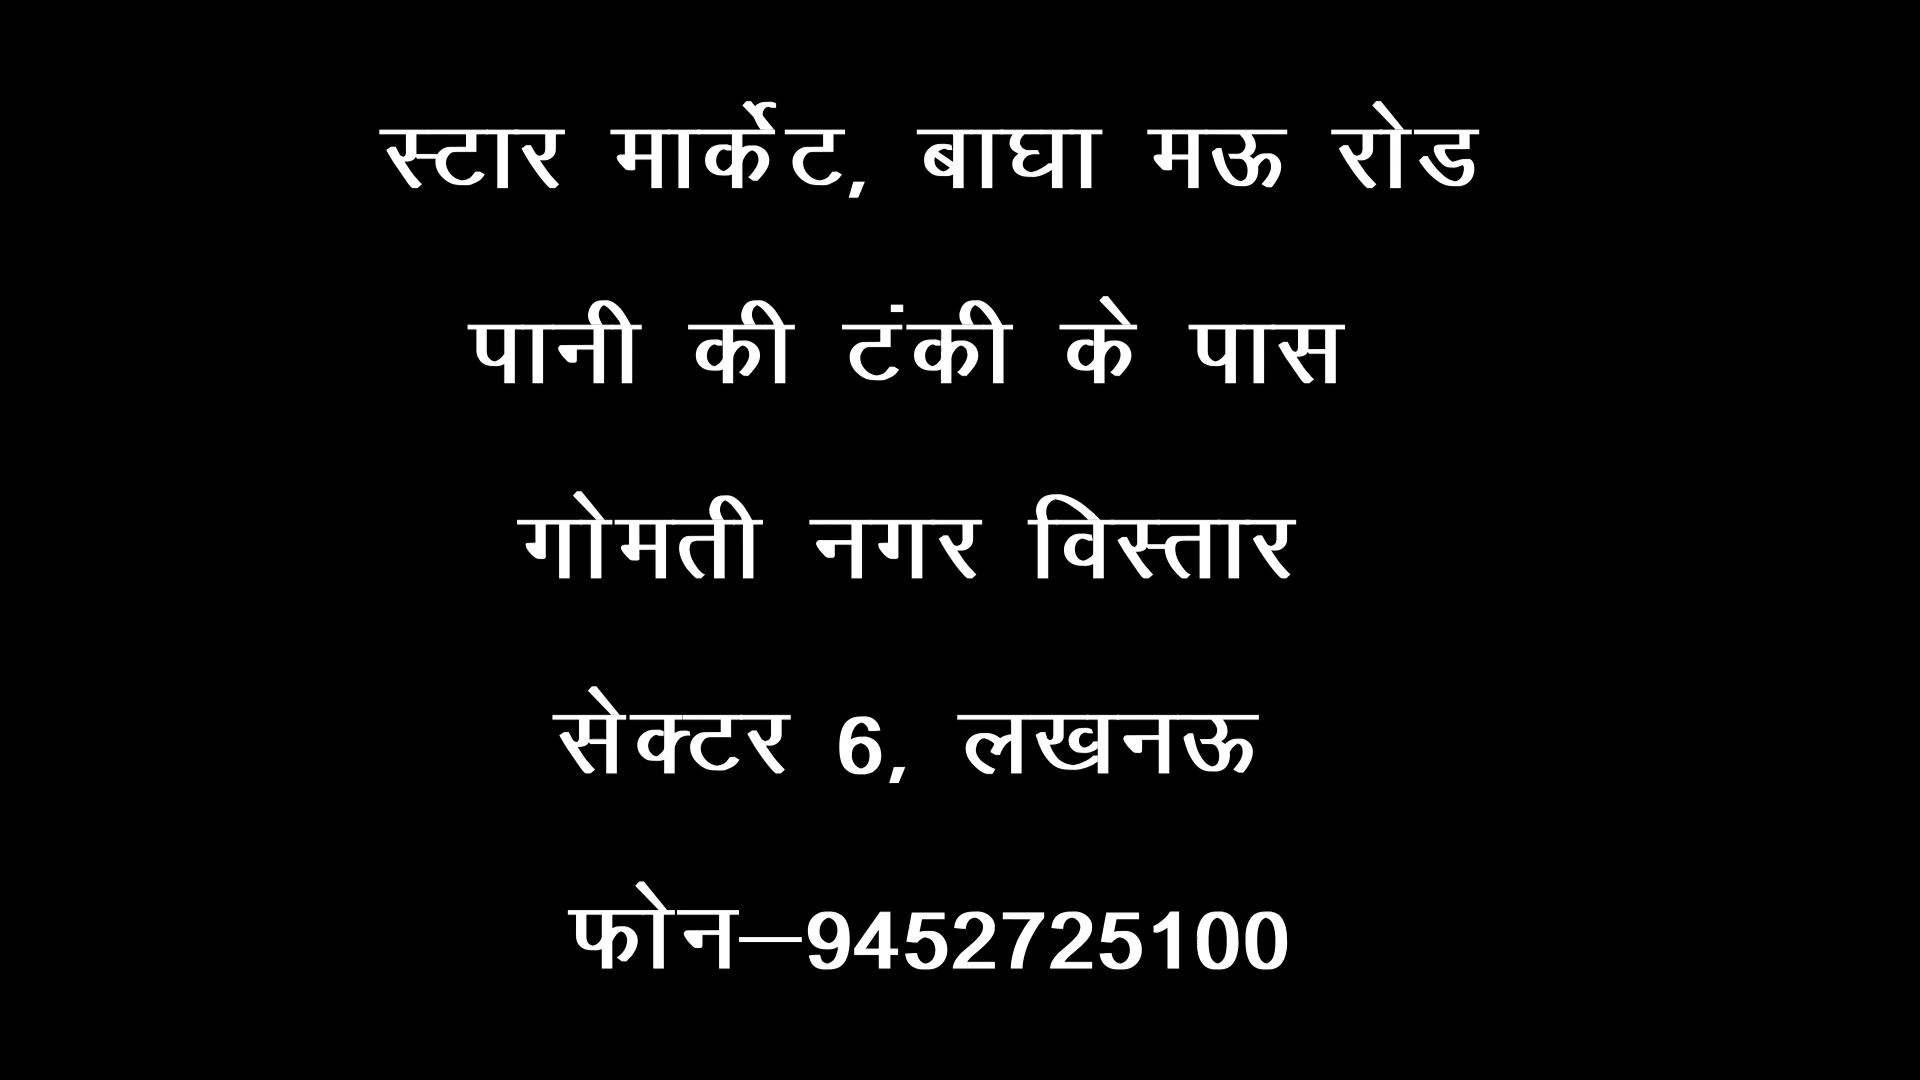 स्टार मार्केट, बाघा मऊ रोड
पानी की टंकी के पास
गोमती नगर विस्तार
सेक्टर 6, लखनऊ
फोन–9452725100